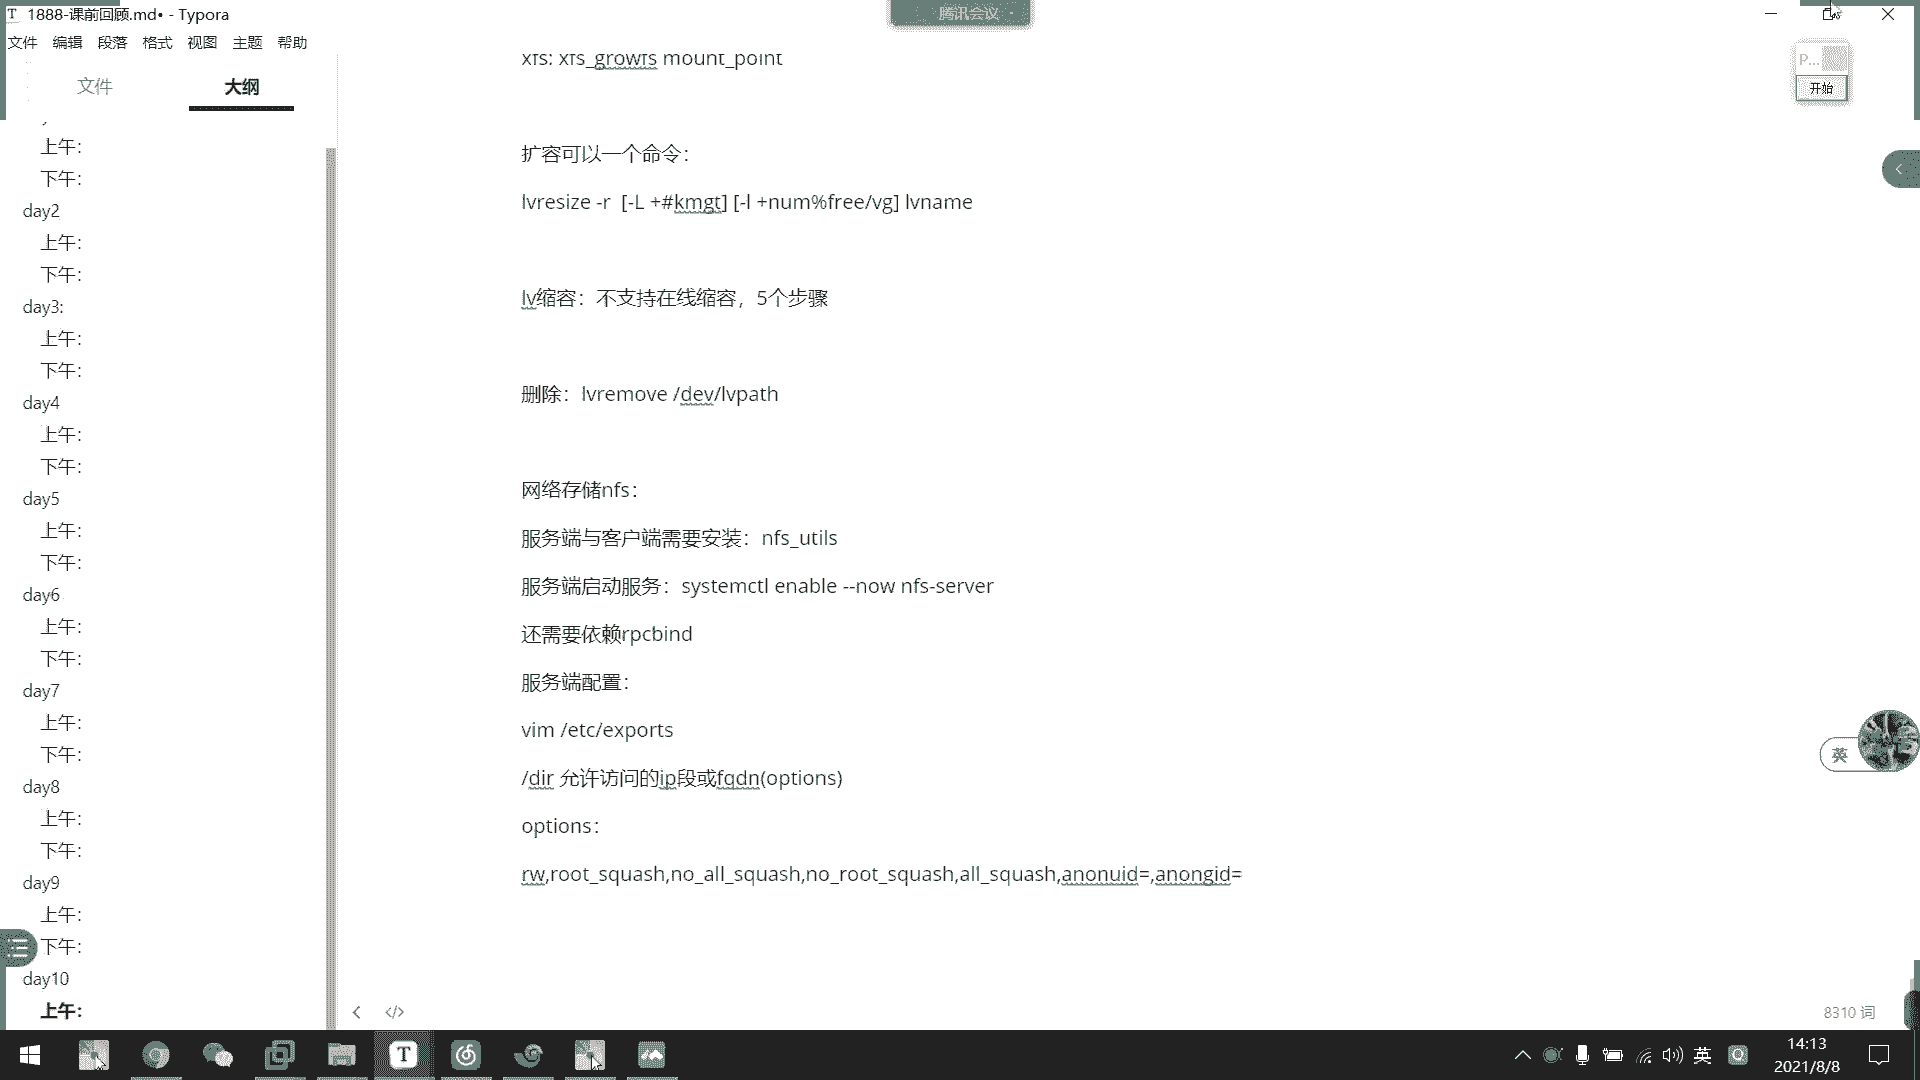 1888-课前回顾.md• - Typora
腾讯会议
文件 编辑 段落 格式 视图 主题 帮助
文件 大纲
P...
开始
上午：
下午：
day2
上午：
下午：
day3:
上午：
下午：
day4
上午：
下午：
day5
上午：
下午：
day6
上午：
下午：
day7
上午：
下午：
day8
上午：
下午：
day9
上午：
下午：
day10
上午：
xfs: xfs_growfs mount_point
扩容可以一个命令：
lvresize -r [-L +#kmgt] [-l +num%free/vg] lvname
lv缩容：不支持在线缩容，5个步骤
删除：lvremove /dev/lvpath
网络存储nfs：
服务端与客户端需要安装：nfs_utils
服务端启动服务：systemctl enable --now nfs-server
还需要依赖rpcbind
服务端配置：
vim /etc/exports
/dir 允许访问的ip段或fqdn(options)
options：
rw,root_squash,no_all_squash,no_root_squash,all_squash,anonuid=,anongid=
英
8310 词
英
14:13
2021/8/8